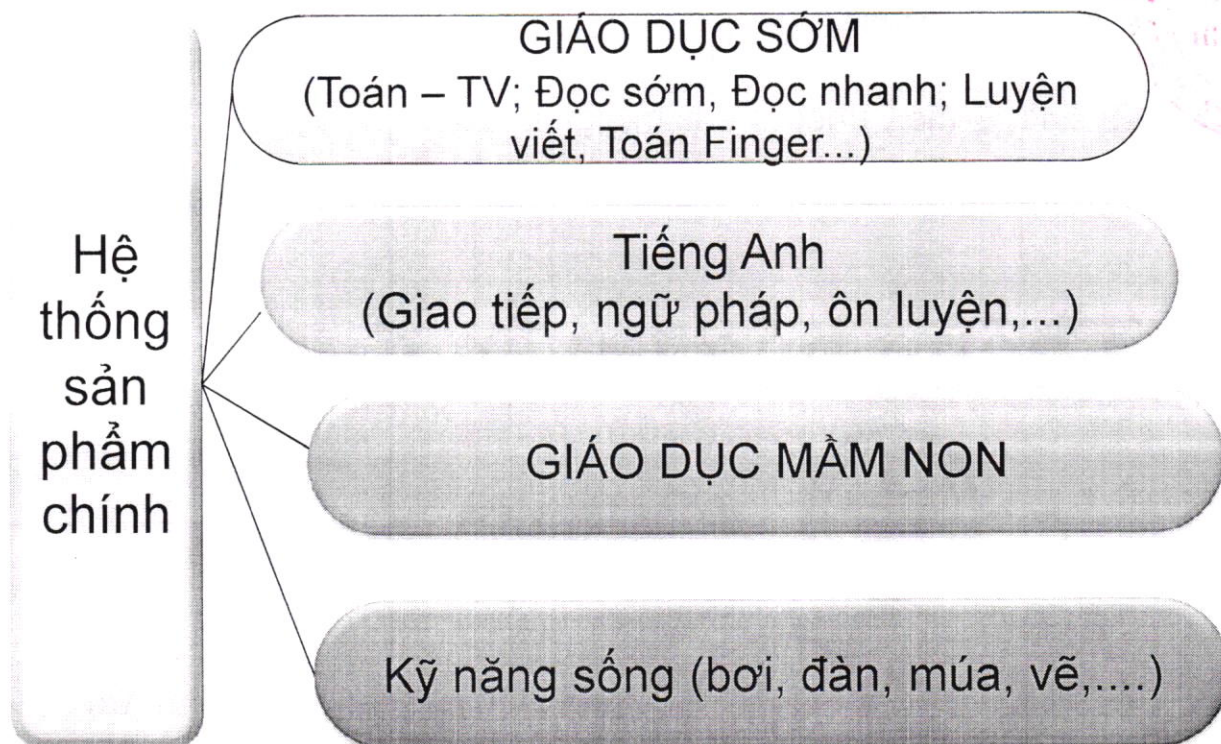 Hệ
thống
sản
phẩm
chính
GIÁO DỤC SỚM
(Toán – TV; Đọc sớm, Đọc nhanh; Luyện
viết, Toán Finger...)
Tiếng Anh
(Giao tiếp, ngữ pháp, ôn luyện,...)
GIÁO DỤC MẦM NON
Kỹ năng sống (bơi, đàn, múa, vẽ,....)